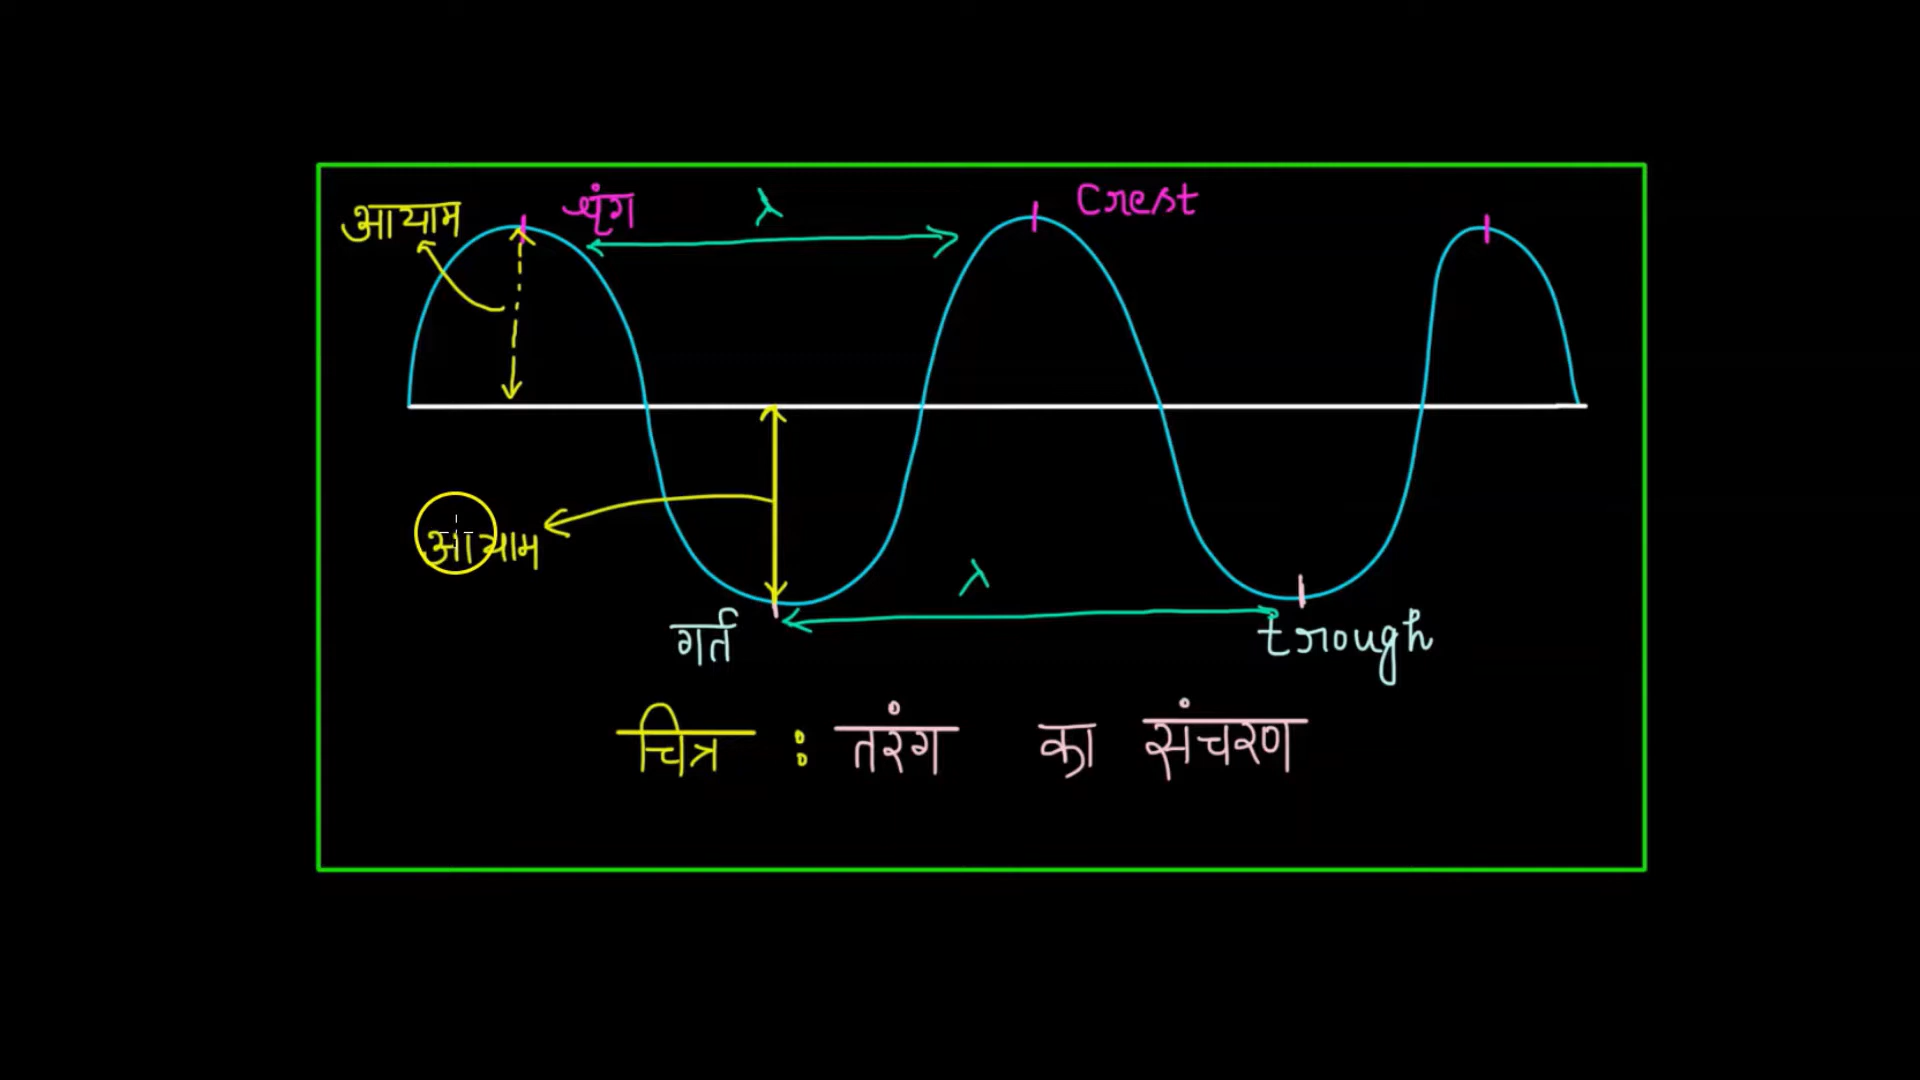 आयाम शृंग λ Crest
आयाम
λ
गर्त trough
चित्र : तरंग का संचरण